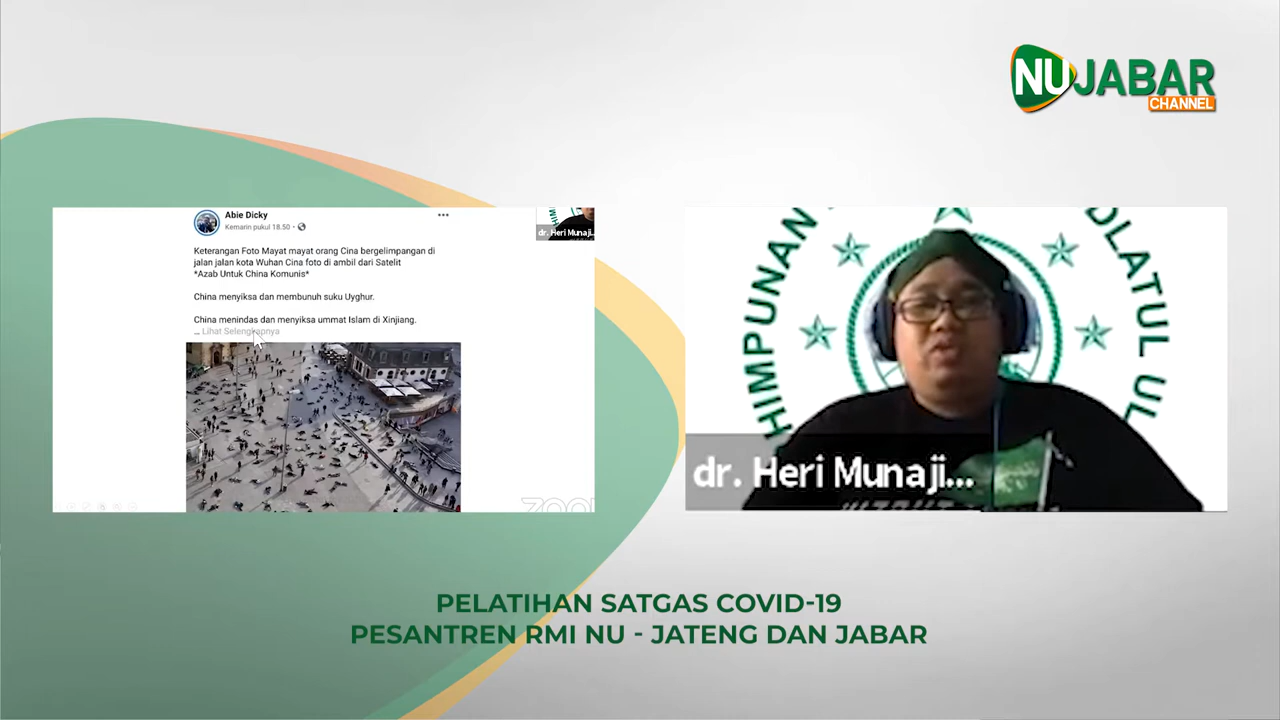 NU JABAR
CHANNEL
Abie Dicky
Kemarin pukul 18.50 ·
dr. Heri Munaji...
Keterangan Foto Mayat mayat orang Cina bergelimpangan di
jalan jalan kota Wuhan Cina foto di ambil dari Satelit
*Azab Untuk China Komunis*
China menyiksa dan membunuh suku Uyghur.
China menindas dan menyiksa ummat Islam di Xinjiang.
... Lihat Selengkapnya
zoom
HIMPUNAN
OLATUL UL
dr. Heri Munaji...
PELATIHAN SATGAS COVID-19
PESANTREN RMI NU - JATENG DAN JABAR